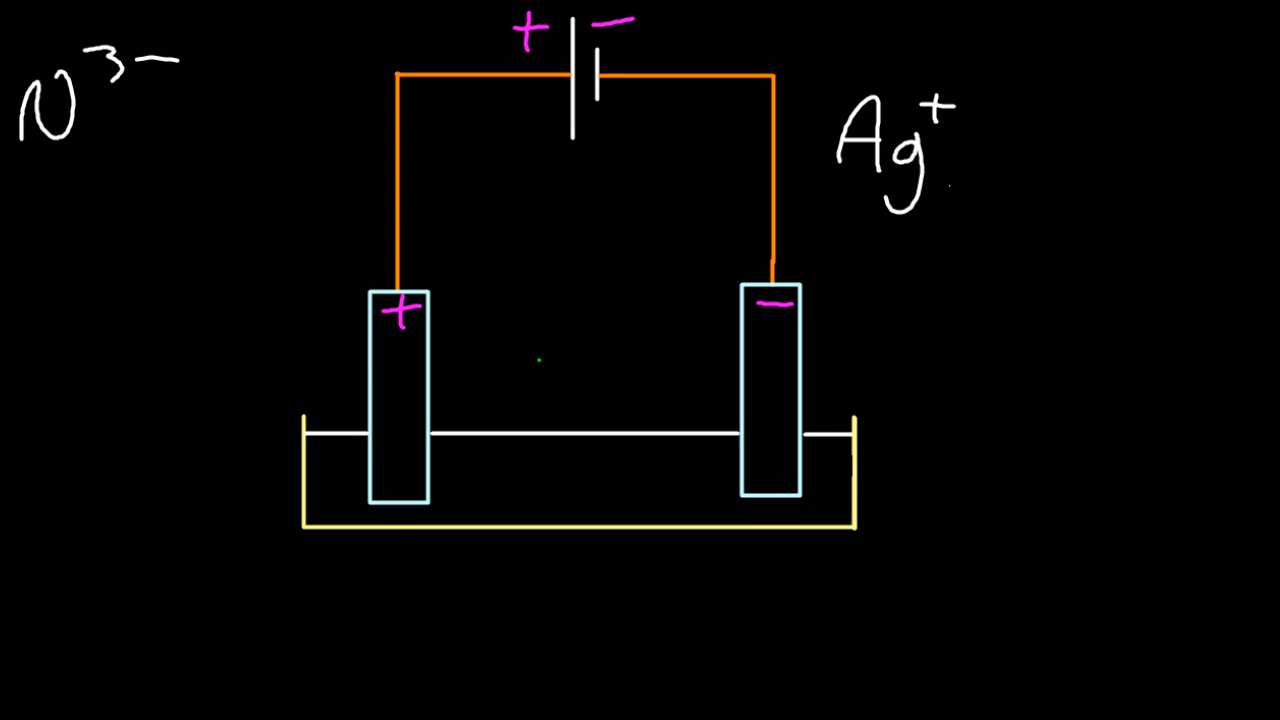 + −
N³⁻
Ag⁺
+ −